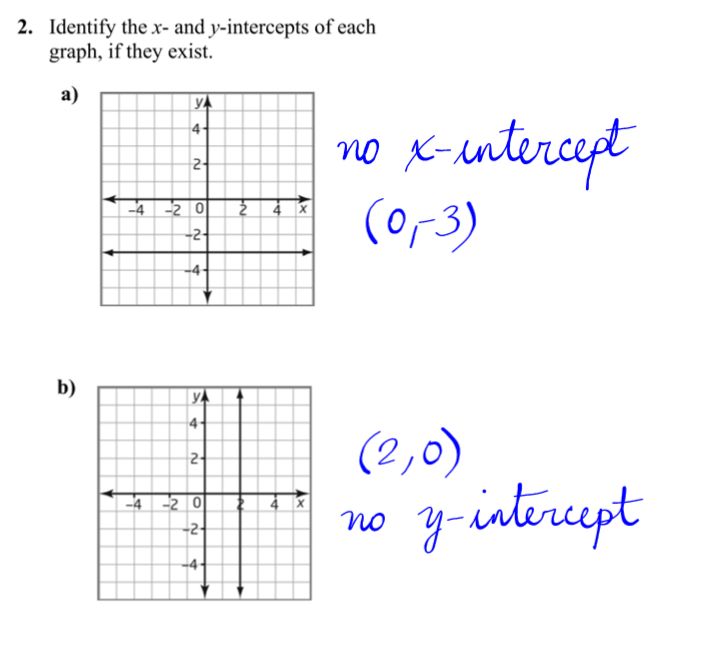 2. Identify the x- and y-intercepts of each
graph, if they exist.
a)
y
4
2
-4 -2 0 2 4 x
-2
-4
no x-intercept
(0,-3)
b)
y
4
2
-4 -2 0 2 4 x
-2
-4
(2,0)
no y-intercept